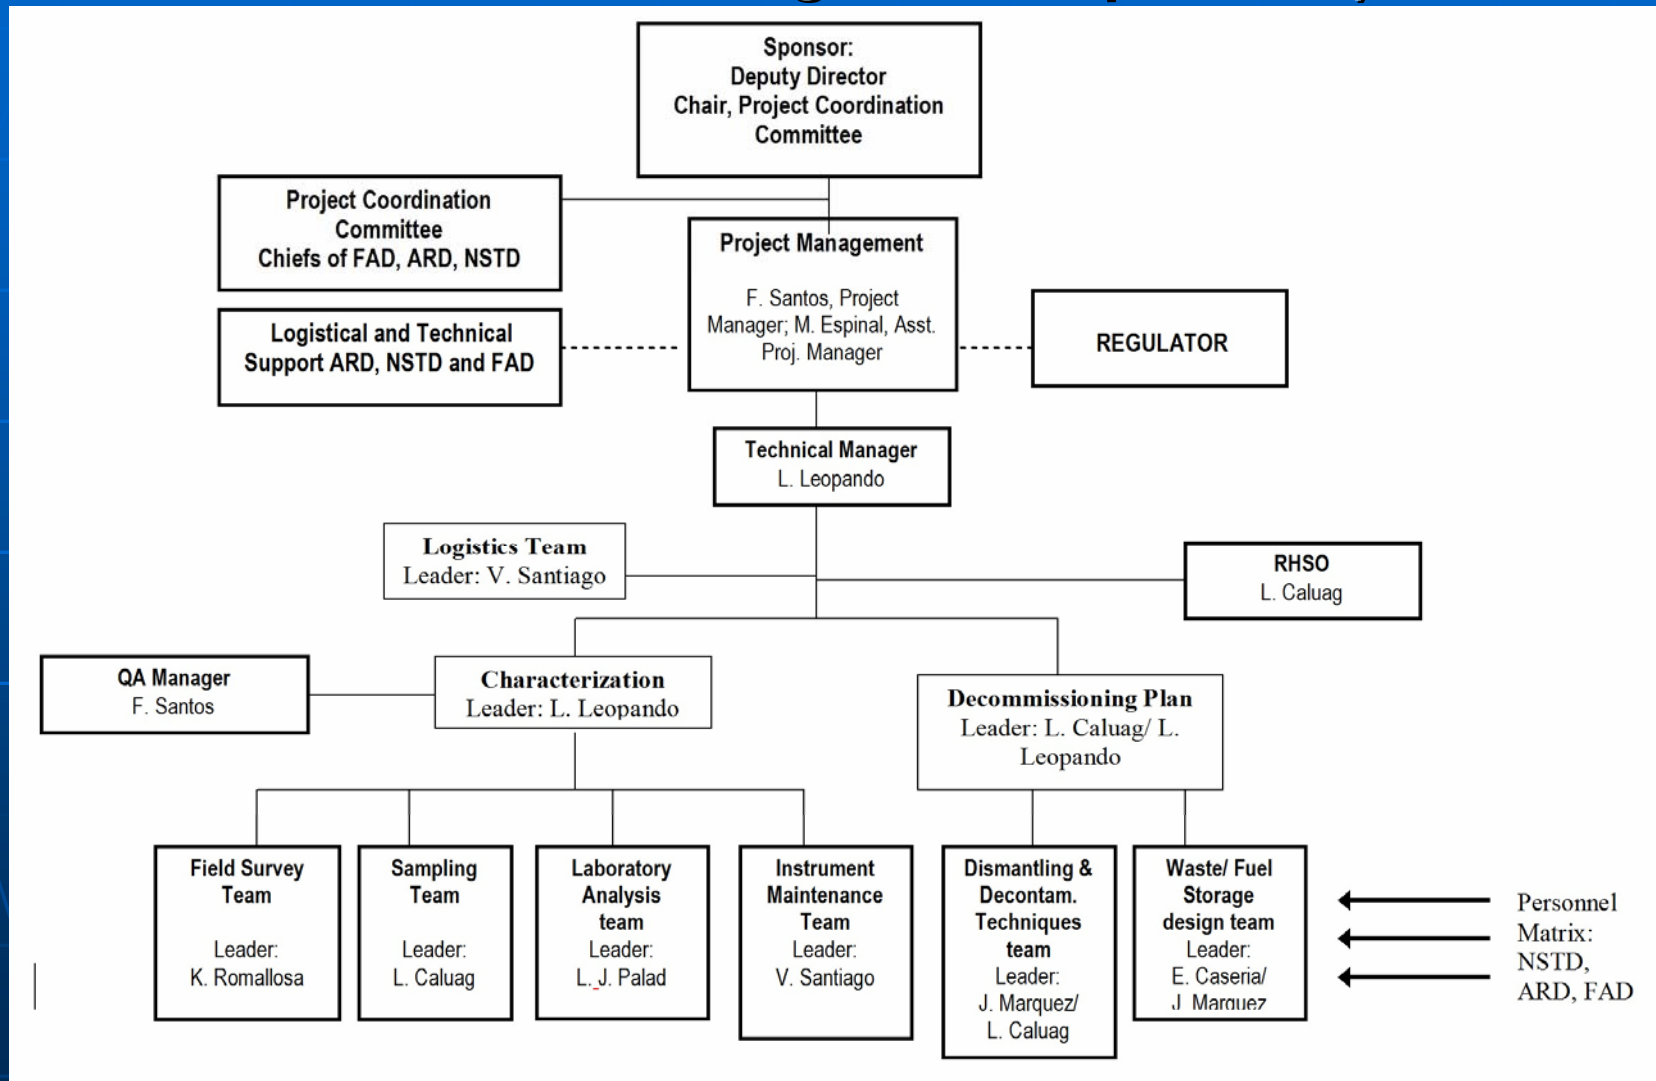 Sponsor:
Deputy Director
Chair, Project Coordination
Committee
Project Coordination
Committee
Chiefs of FAD, ARD, NSTD
Project Management
F. Santos, Project
Manager; M. Espinal, Asst.
Proj. Manager
Logistical and Technical
Support ARD, NSTD and FAD
REGULATOR
Technical Manager
L. Leopando
Logistics Team
Leader: V. Santiago
RHSO
L. Caluag
QA Manager
F. Santos
Characterization
Leader: L. Leopando
Decommissioning Plan
Leader: L. Caluag/ L.
Leopando
Field Survey
Team
Leader:
K. Romallosa
Sampling
Team
Leader:
L. Caluag
Laboratory
Analysis
team
Leader:
L. J. Palad
Instrument
Maintenance
Team
Leader:
V. Santiago
Dismantling &
Decontam.
Techniques
team
Leader:
J. Marquez/
L. Caluag
Waste/ Fuel
Storage
design team
Leader:
E. Caseria/
J. Marquez
Personnel
Matrix:
NSTD,
ARD, FAD